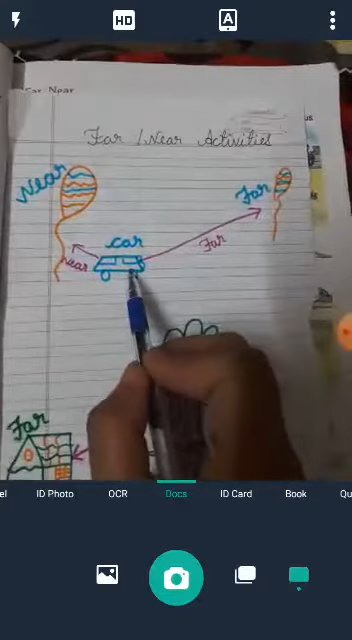 HD
A
Far Near
Far / Near Activities
Near
Far
car
Near
Far
Far
ID Photo
OCR
Docs
ID Card
Book